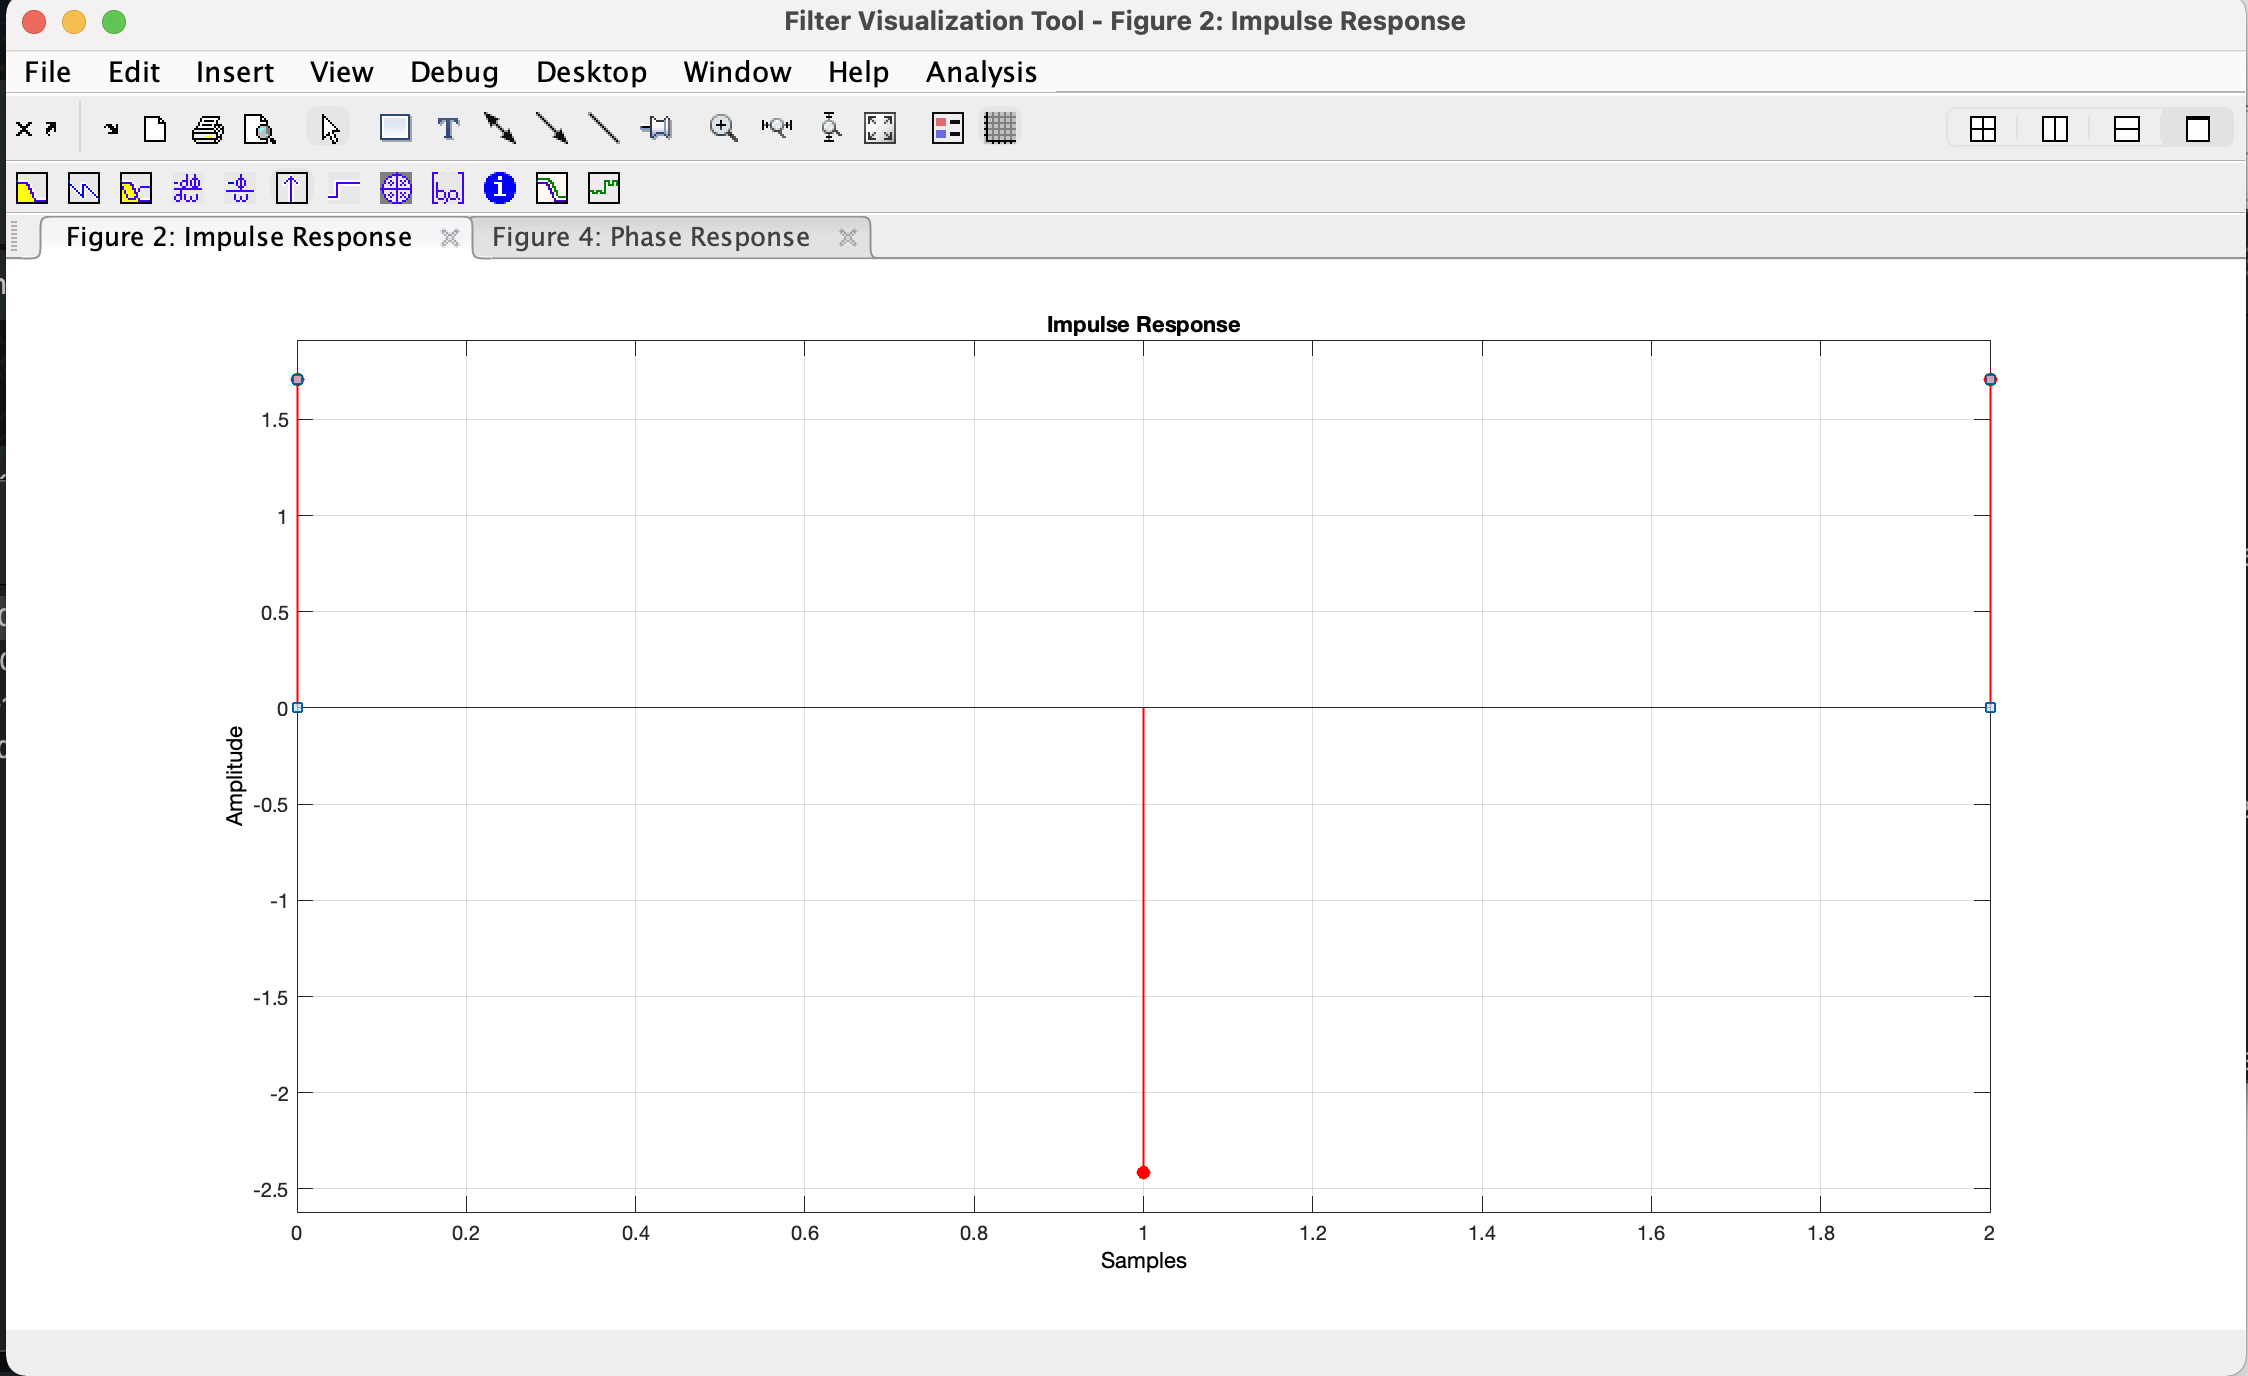 Filter Visualization Tool - Figure 2: Impulse Response
File Edit Insert View Debug Desktop Window Help Analysis
T
Figure 2: Impulse Response
Figure 4: Phase Response
Impulse Response
1.5
1
0.5
0
-0.5
-1
-1.5
-2
-2.5
Amplitude
0 0.2 0.4 0.6 0.8 1 1.2 1.4 1.6 1.8 2
Samples